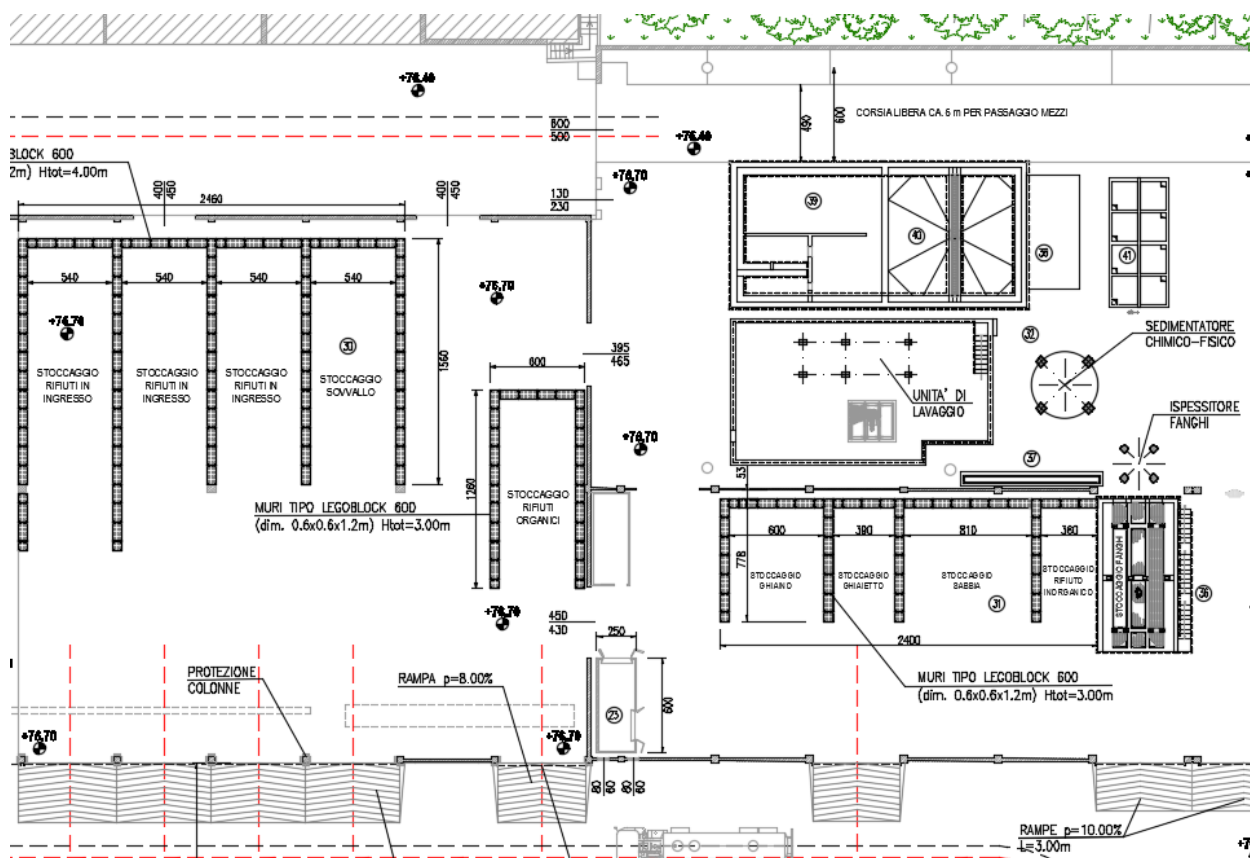 +76.40
600
500
490
600
CORSIA LIBERA CA. 6 m PER PASSAGGIO MEZZI
+76.40
BLOCK 600
2m) Htot=4.00m
400
450
2460
400
450
130
230
+76.70
39
40
38
41
540
540
540
540
+76.70
+76.70
30
1560
STOCCAGGIO
RIFIUTI IN
INGRESSO
STOCCAGGIO
RIFIUTI IN
INGRESSO
STOCCAGGIO
RIFIUTI IN
INGRESSO
STOCCAGGIO
SOVVALLO
395
465
600
32
SEDIMENTATORE
CHIMICO-FISICO
UNITA' DI
LAVAGGIO
ISPESSITORE
FANGHI
+76.70
37
53
1260
STOCCAGGIO
RIFIUTI
ORGANICI
MURI TIPO LEGOBLOCK 600
(dim. 0.6x0.6x1.2m) Htot=3.00m
600
390
810
360
778
STOCCAGGIO
GHIAINO
STOCCAGGIO
GHIAIETTO
STOCCAGGIO
SABBIA
31
STOCCAGGIO
RIFIUTO
INORGANICO
STOCCAGGIO FANGHI
36
+76.70
450
430
250
2400
PROTEZIONE
COLONNE
RAMPA p=8.00%
MURI TIPO LEGOBLOCK 600
(dim. 0.6x0.6x1.2m) Htot=3.00m
23
600
+76.70
+76.70
80
60
80
60
RAMPE p=10.00%
L=3.00m